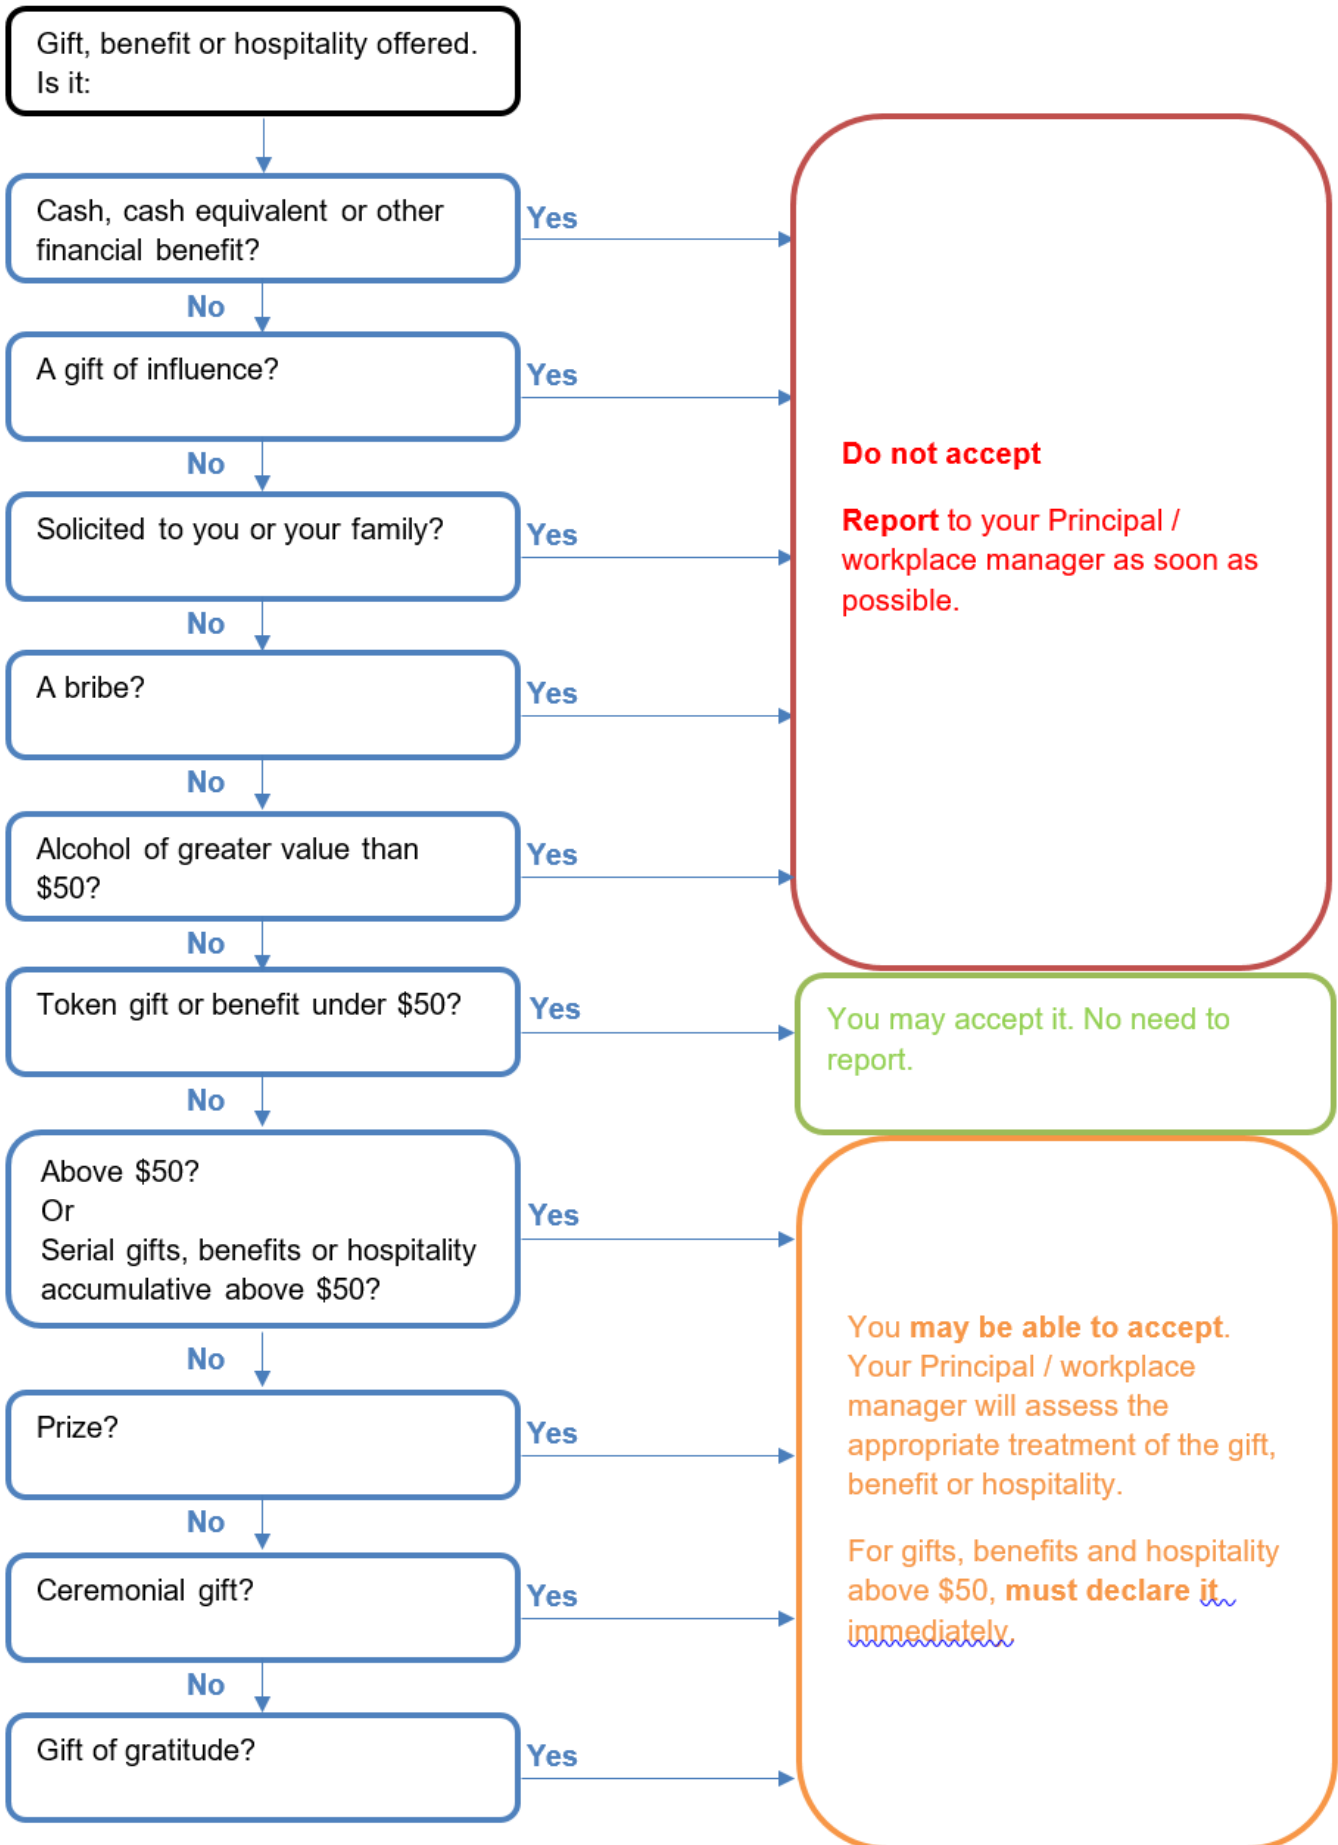 Gift, benefit or hospitality offered.
Is it:
Cash, cash equivalent or other
financial benefit?
Yes
No
A gift of influence?
Yes
No
Solicited to you or your family?
Yes
No
A bribe?
Yes
No
Alcohol of greater value than
$50?
Yes
No
Do not accept
Report to your Principal /
workplace manager as soon as
possible.
Token gift or benefit under $50?
Yes
You may accept it. No need to
report.
No
Above $50?
Or
Serial gifts, benefits or hospitality
accumulative above $50?
Yes
No
Prize?
Yes
No
Ceremonial gift?
Yes
No
Gift of gratitude?
Yes
You may be able to accept.
Your Principal / workplace
manager will assess the
appropriate treatment of the gift,
benefit or hospitality.
For gifts, benefits and hospitality
above $50, must declare it
immediately.